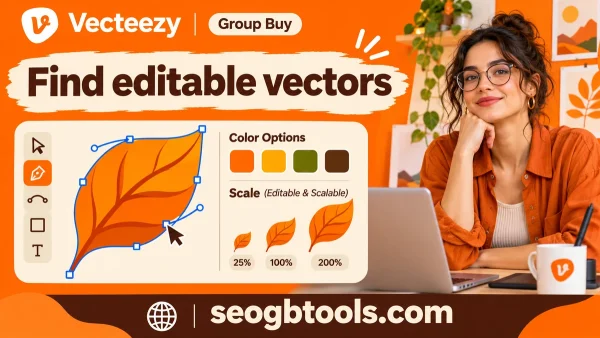 Vecteezy
Group Buy
Find editable vectors
Color Options
Scale (Editable & Scalable)
25%
100%
200%
T
seogbtools.com